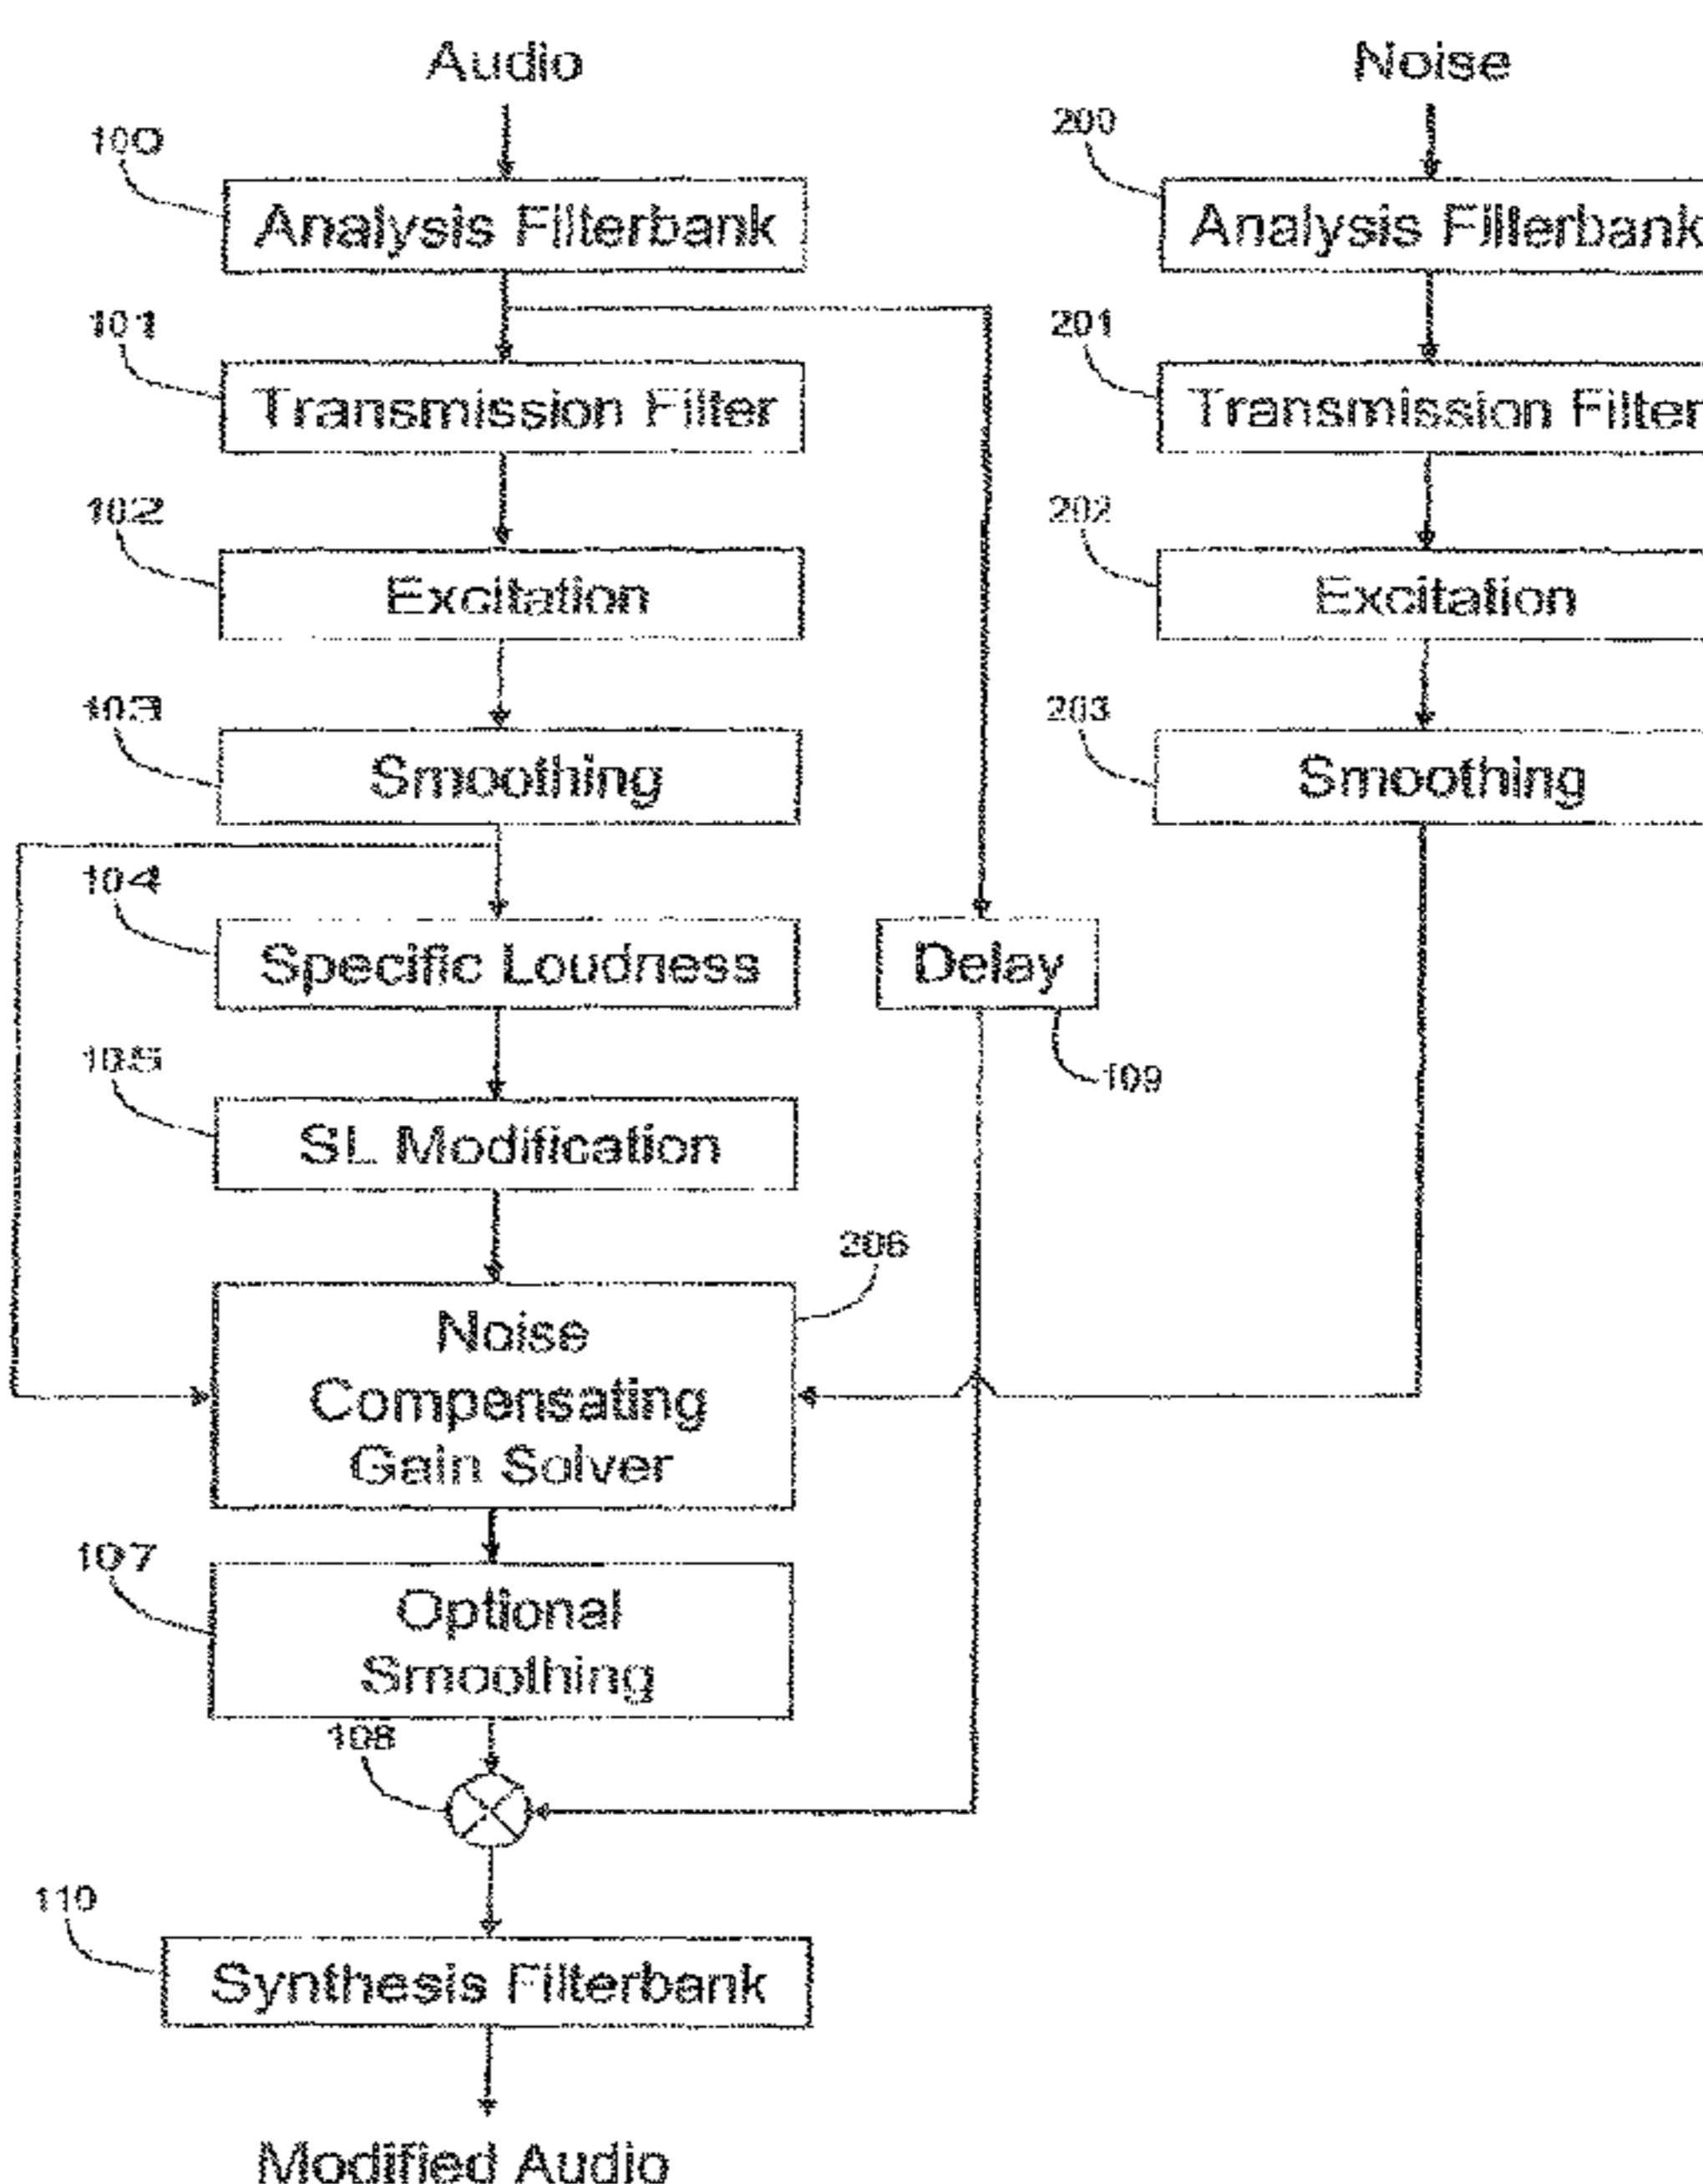 Audio
Noise
100
200
Analysis Filterbank
Analysis Filterbank
101
201
Transmission Filter
Transmission Filter
102
202
Excitation
Excitation
103
203
Smoothing
Smoothing
104
Specific Loudness
Delay
105
109
SL Modification
206
Noise
Compensating
Gain Solver
107
Optional
Smoothing
108
110
Synthesis Filterbank
Modified Audio